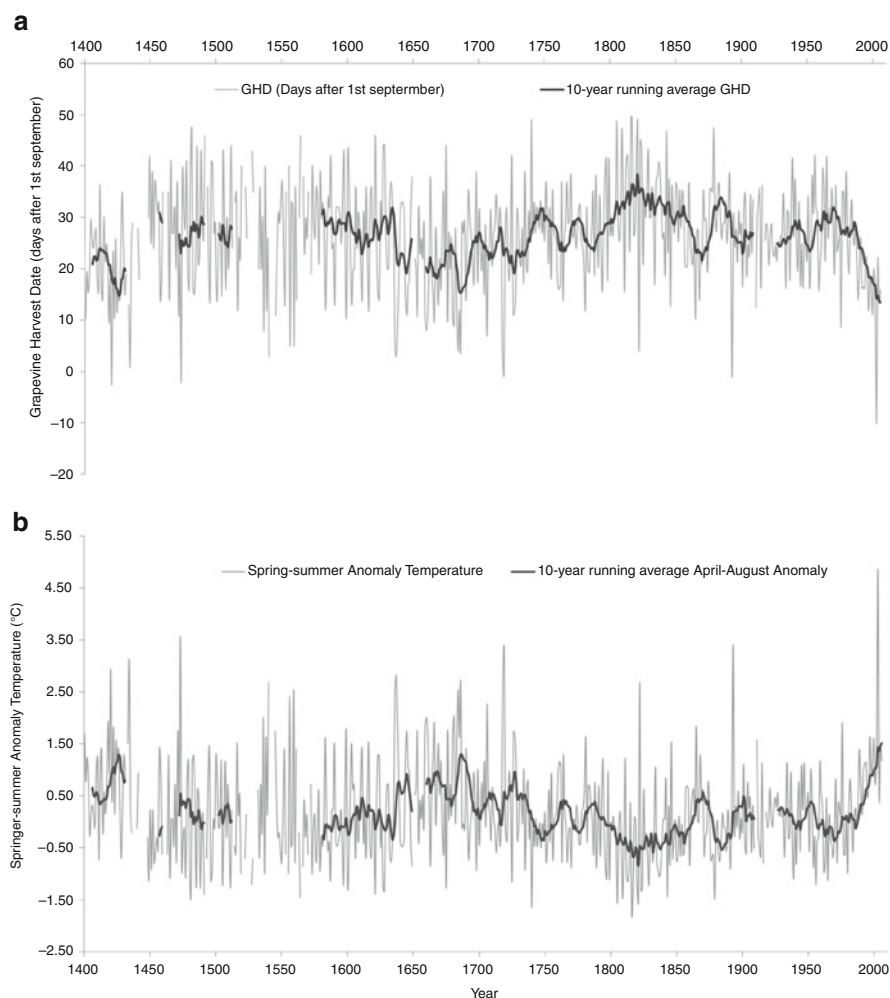 a
1400 1450 1500 1550 1600 1650 1700 1750 1800 1850 1900 1950 2000
60
GHD (Days after 1st septermber) 10-year running average GHD
50
40
30
20
10
0
–10
–20
Grapevine Harvest Date (days after 1st september)
b
5.50
Spring-summer Anomaly Temperature 10-year running average April-August Anomaly
4.50
3.50
2.50
1.50
0.50
–0.50
–1.50
–2.50
Springer-summer Anomaly Temperature (°C)
1400 1450 1500 1550 1600 1650 1700 1750 1800 1850 1900 1950 2000
Year